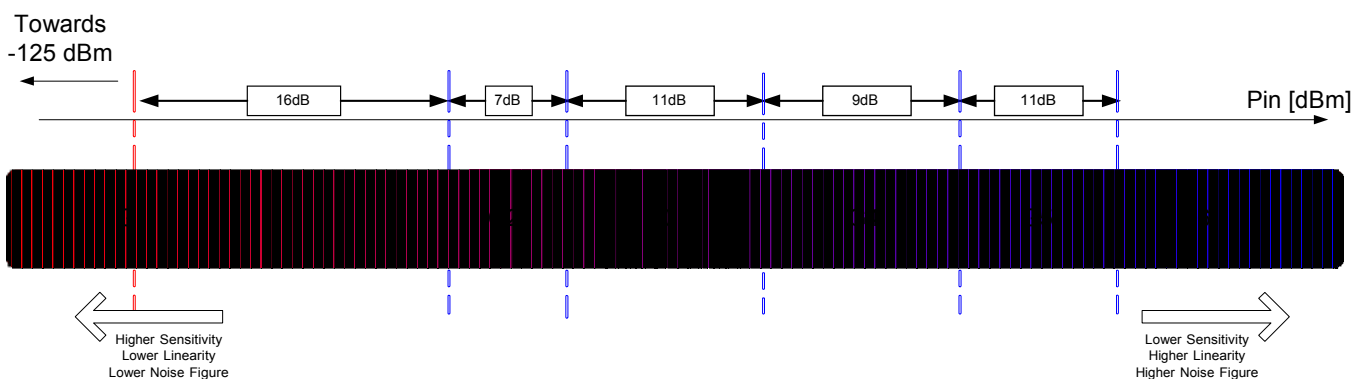 Towards
-125 dBm
16dB
7dB
11dB
9dB
11dB
Pin [dBm]
Higher Sensitivity
Lower Linearity
Lower Noise Figure
Lower Sensitivity
Higher Linearity
Higher Noise Figure